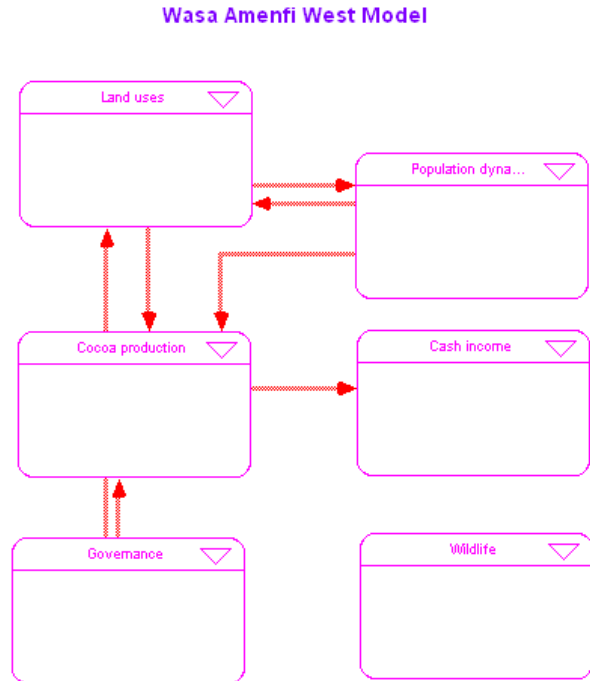 Wasa Amenfi West Model
Land uses
Population dyna...
Cocoa production
Cash income
Governance
Wildlife